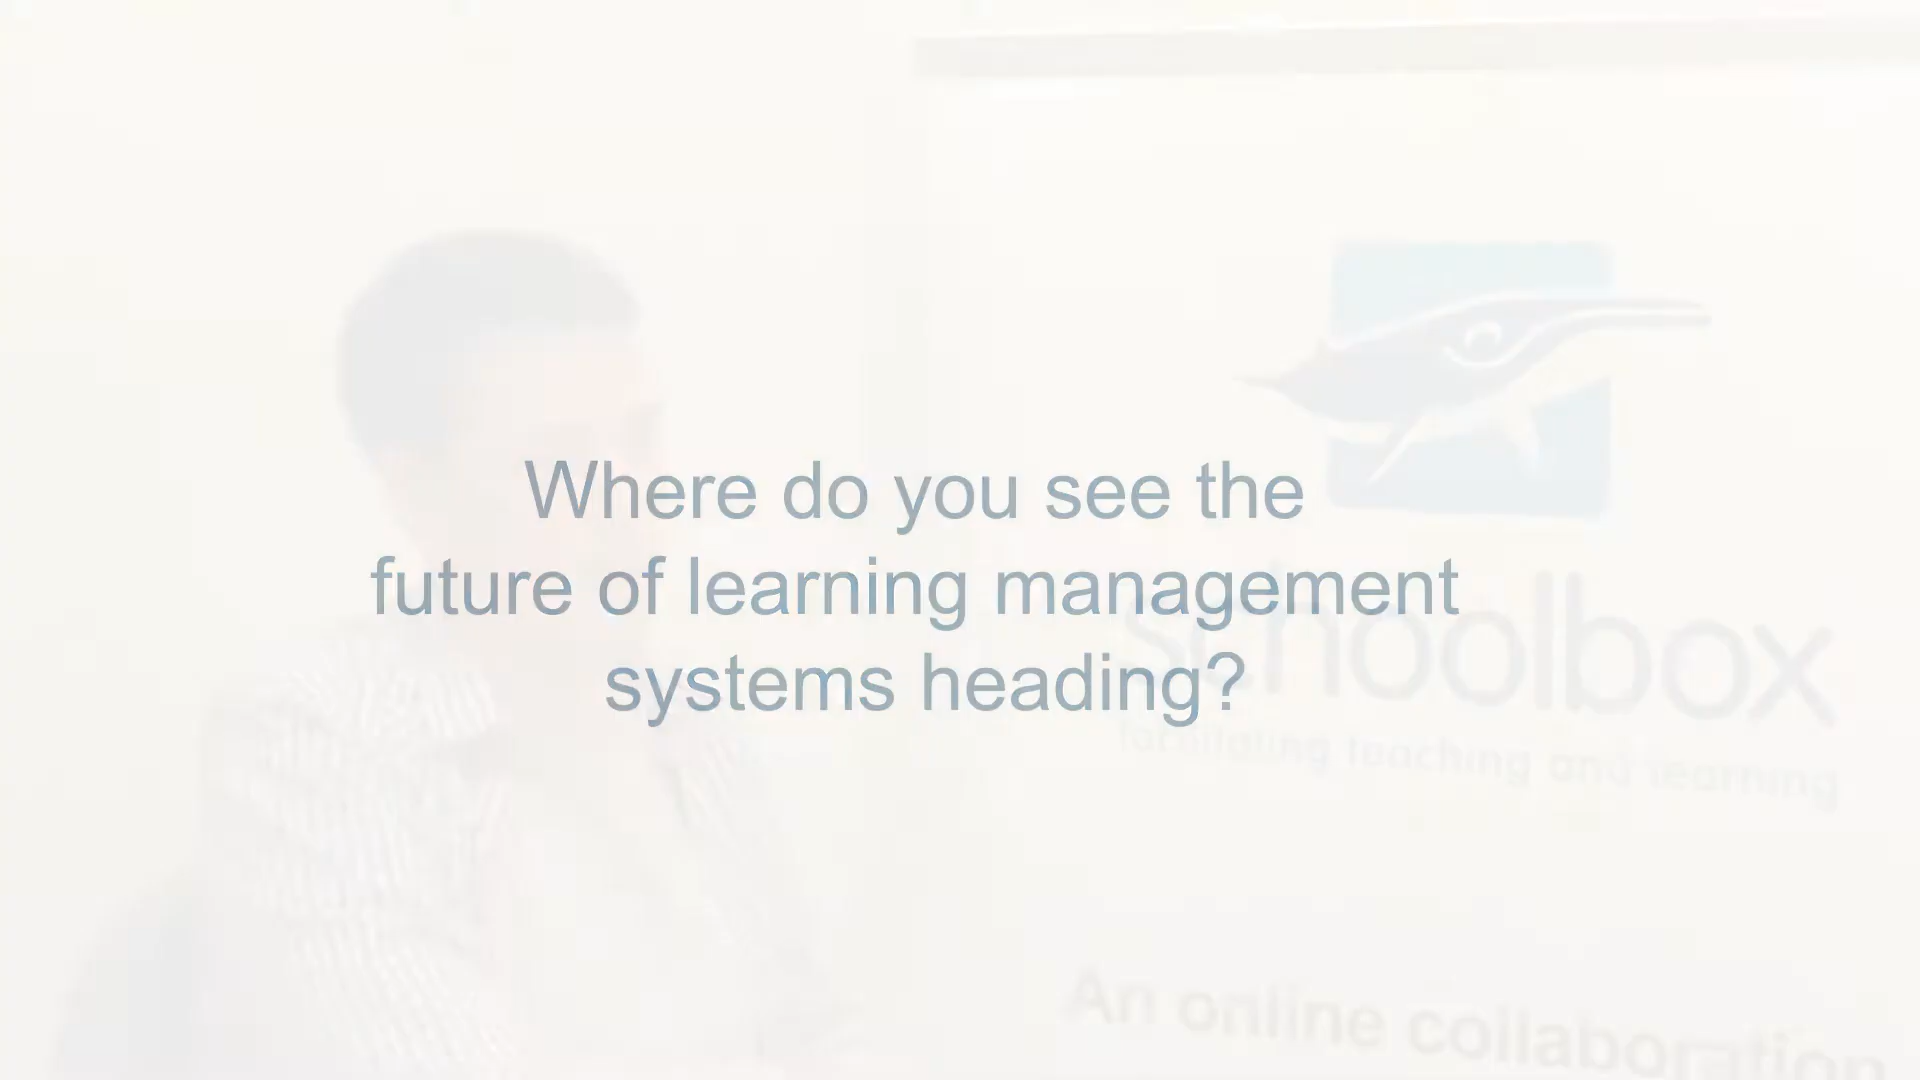 Where do you see the
future of learning management
systems heading?
schoolbox
facilitating teaching and learning
An online collaboration